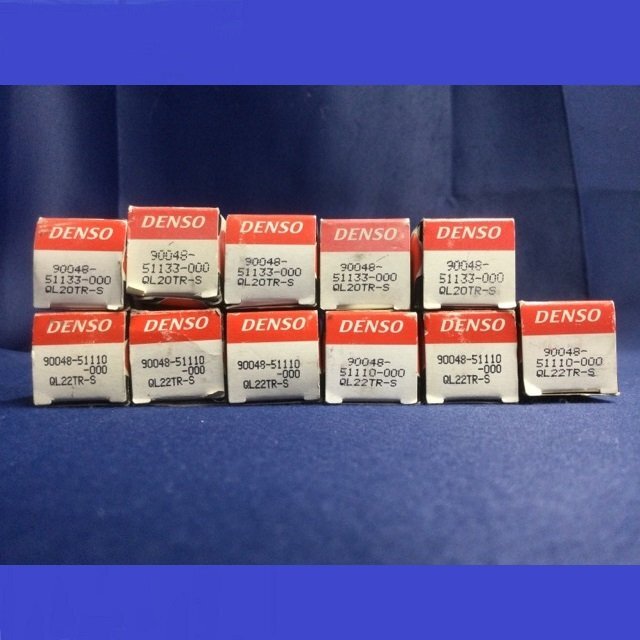 DENSO
90048-
51133-000
QL20TR-S
DENSO
90048-
51133-000
QL20TR-S
DENSO
90048-
51133-000
QL20TR-S
DENSO
90048-
51133-000
QL20TR-S
DENSO
90048-
51133-000
QL20TR-S
DENSO
90048-51110
-000
QL22TR-S
DENSO
90048-51110
-000
QL22TR-S
DENSO
90048-51110
-000
QL22TR-S
DENSO
90048-
51110-000
QL22TR-S
DENSO
90048-51110
-000
QL22TR-S
DENSO
90048-
51110-000
QL22TR-S